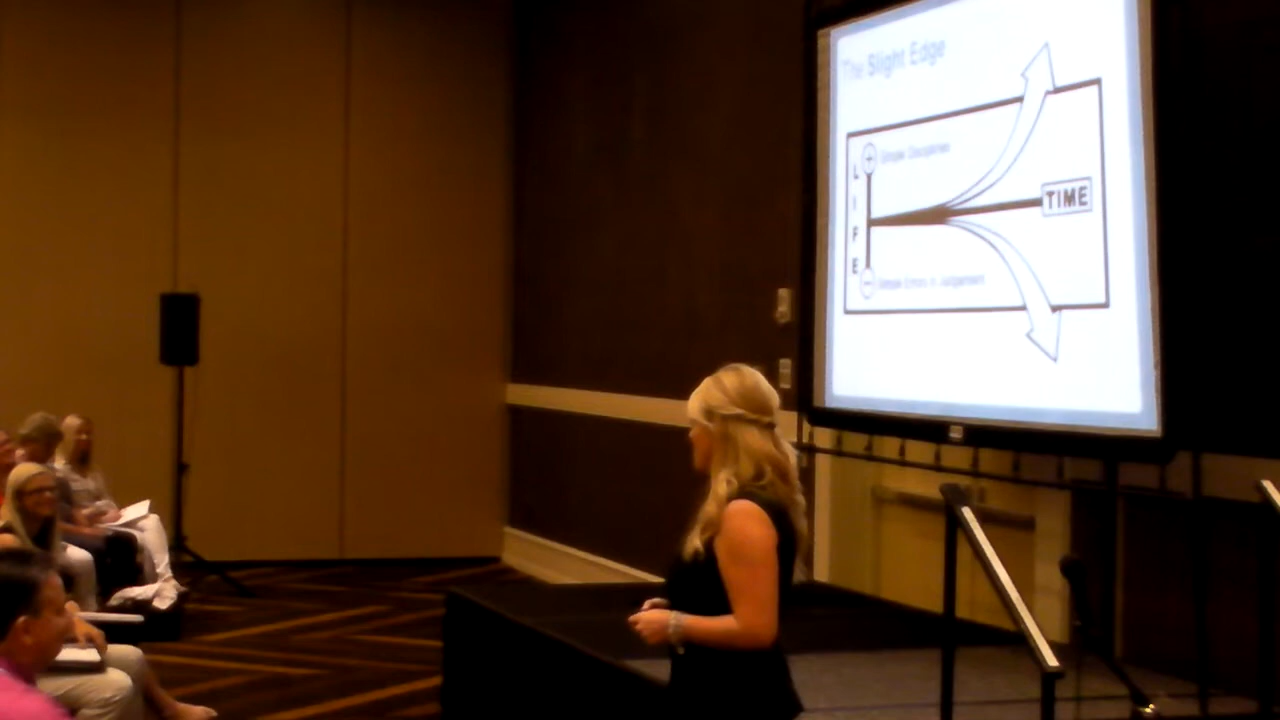 The Slight Edge
+ Simple Disciplines
L
I
F
E
TIME
- Simple Errors in Judgement